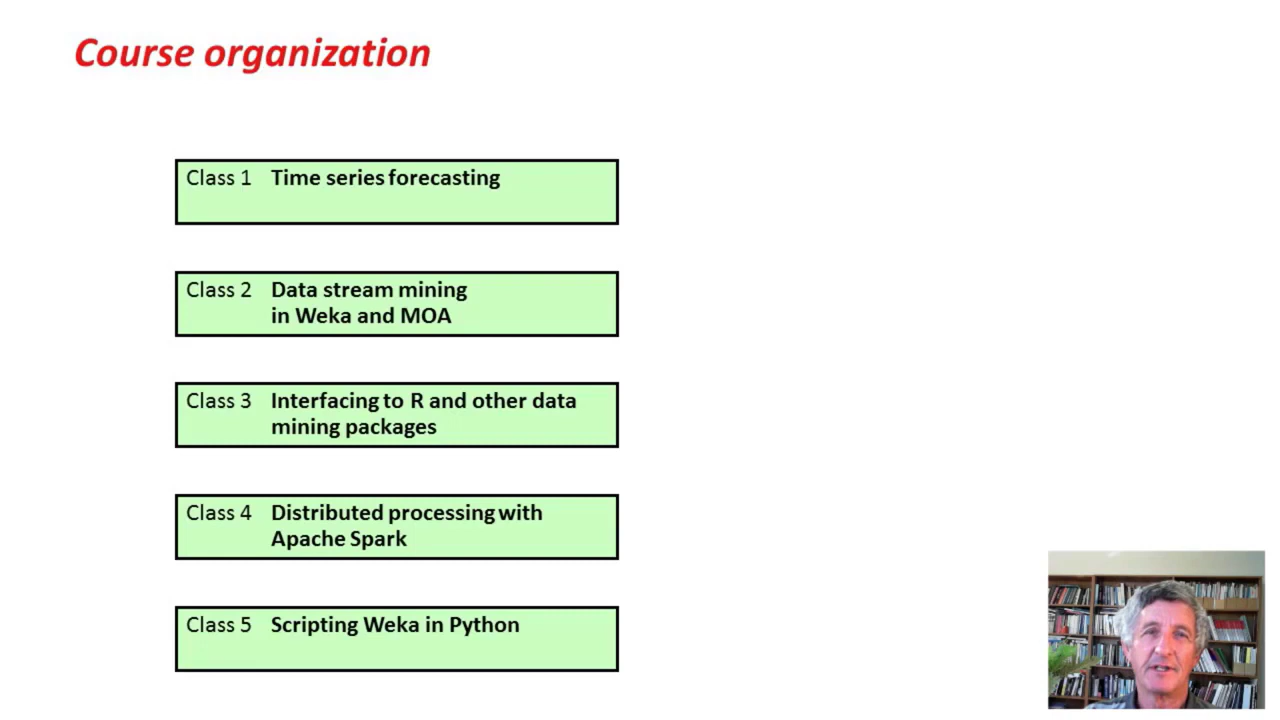 Course organization
Class 1 Time series forecasting
Class 2 Data stream mining
in Weka and MOA
Class 3 Interfacing to R and other data
mining packages
Class 4 Distributed processing with
Apache Spark
Class 5 Scripting Weka in Python